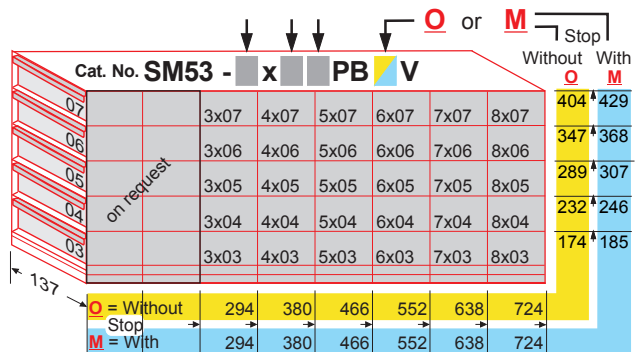 O or M
Stop
Without With
O M
Cat. No. SM53 - x PB V
07 3x07 4x07 5x07 6x07 7x07 8x07 404 429
06 3x06 4x06 5x06 6x06 7x06 8x06 347 368
05 on request 3x05 4x05 5x05 6x05 7x05 8x05 289 307
04 3x04 4x04 5x04 6x04 7x04 8x04 232 246
03 3x03 4x03 5x03 6x03 7x03 8x03 174 185
137
O = Without 294 380 466 552 638 724
Stop
M = With 294 380 466 552 638 724